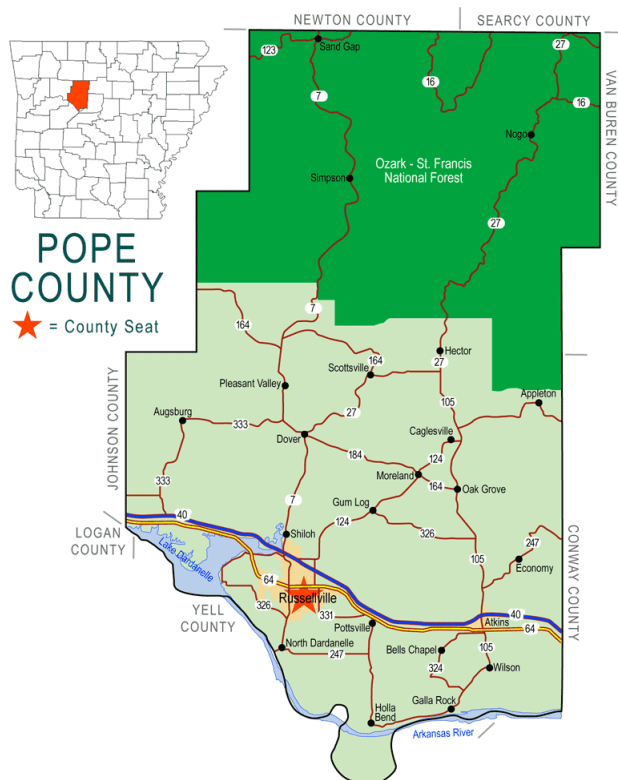 NEWTON COUNTY
SEARCY COUNTY
VAN BUREN COUNTY
123
Sand Gap
7
16
27
16
Nogo
Ozark - St. Francis
National Forest
Simpson
27
POPE
COUNTY
= County Seat
7
164
Hector
27
164
Scottsville
Pleasant Valley
105
Appleton
JOHNSON COUNTY
Augsburg
333
27
Dover
Caglesville
184
124
Moreland
164
Oak Grove
333
7
Gum Log
124
326
40
Shiloh
LOGAN
COUNTY
Lake Dardanelle
105
247
Economy
CONWAY COUNTY
64
Russellville
YELL
COUNTY
326
331
Pottsville
Atkins
40
64
North Dardanelle
247
Bells Chapel
105
324
Wilson
Holla
Bend
Galla Rock
Arkansas River